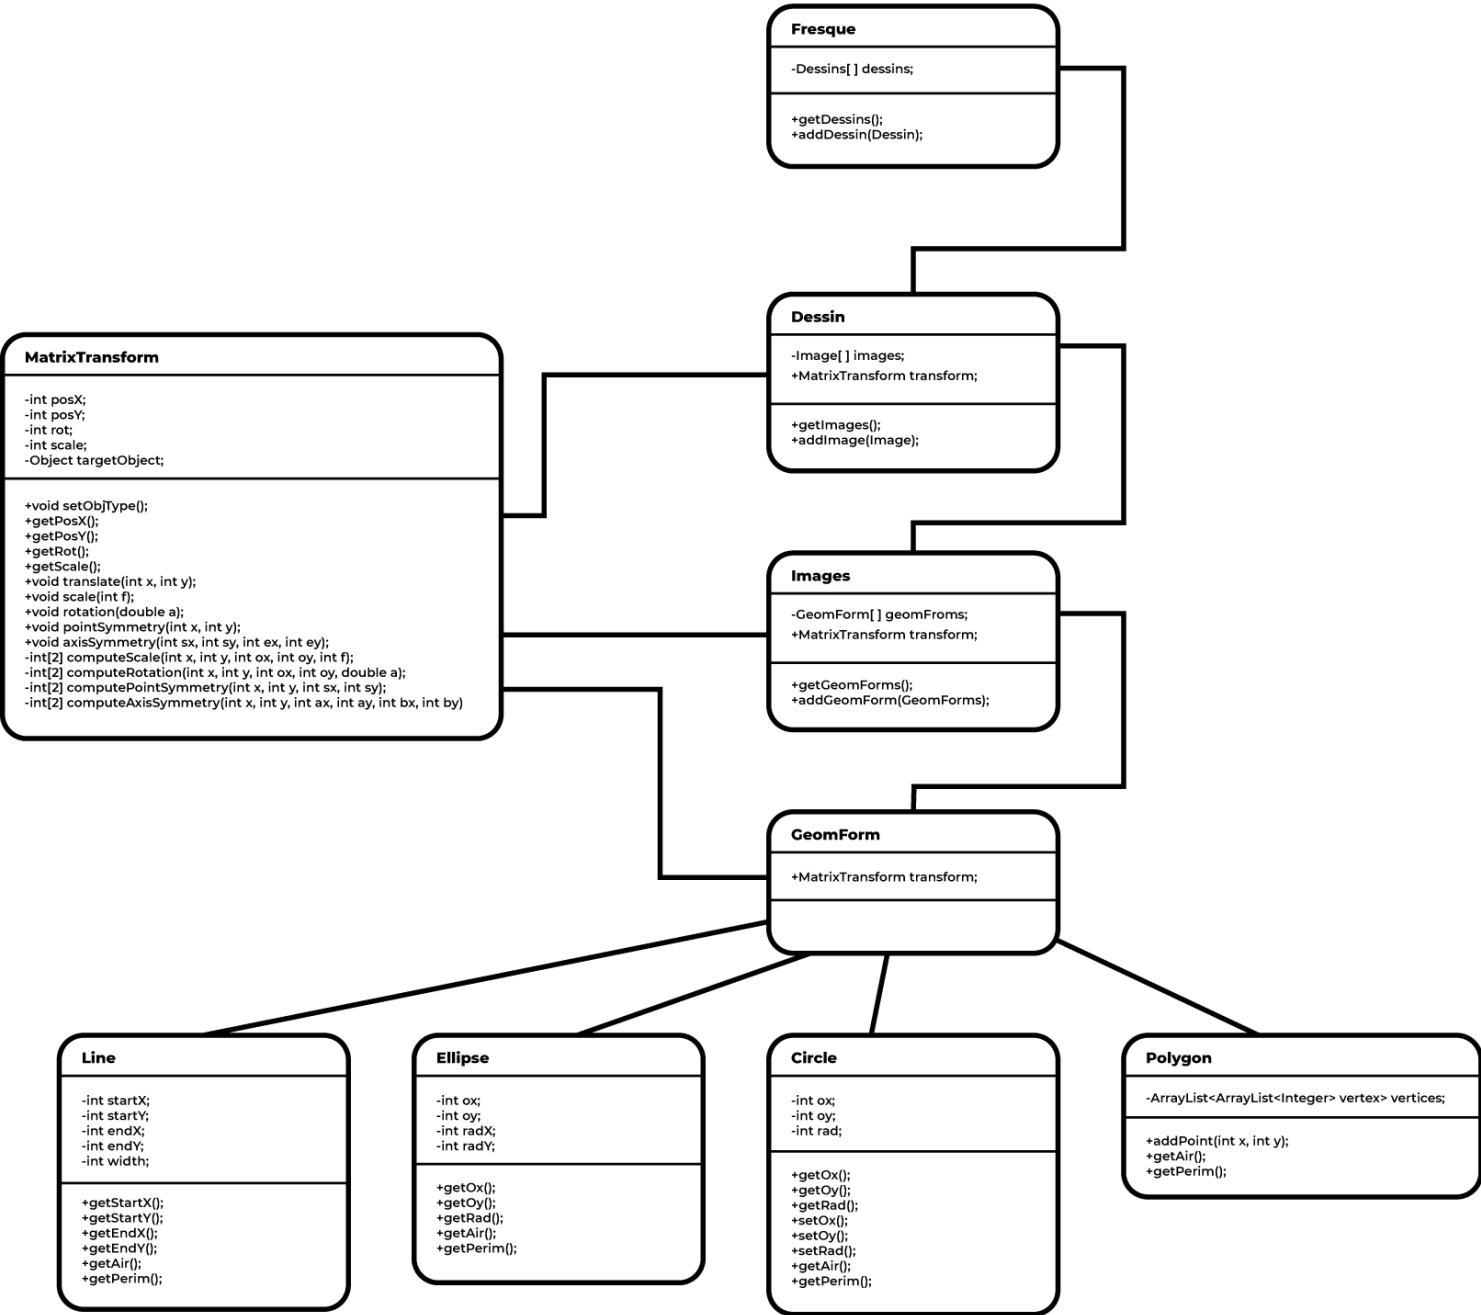 Fresque
-Dessins[ ] dessins;
+getDessins();
+addDessin(Dessin);
Dessin
-Image[ ] images;
+MatrixTransform transform;
+getImages();
+addImage(Image);
MatrixTransform
-int posX;
-int posY;
-int rot;
-int scale;
-Object targetObject;
+void setObjType();
+getPosX();
+getPosY();
+getRot();
+getScale();
+void translate(int x, int y);
+void scale(int f);
+void rotation(double a);
+void pointSymmetry(int x, int y);
+void axisSymmetry(int sx, int sy, int ex, int ey);
-int[2] computeScale(int x, int y, int ox, int oy, int f);
-int[2] computeRotation(int x, int y, int ox, int oy, double a);
-int[2] computePointSymmetry(int x, int y, int sx, int sy);
-int[2] computeAxisSymmetry(int x, int y, int ax, int ay, int bx, int by)
Images
-GeomForm[ ] geomFroms;
+MatrixTransform transform;
+getGeomForms();
+addGeomForm(GeomForms);
GeomForm
+MatrixTransform transform;
Line
-int startX;
-int startY;
-int endX;
-int endY;
-int width;
+getStartX();
+getStartY();
+getEndX();
+getEndY();
+getAir();
+getPerim();
Ellipse
-int ox;
-int oy;
-int radX;
-int radY;
+getOx();
+getOy();
+getRad();
+getAir();
+getPerim();
Circle
-int ox;
-int oy;
-int rad;
+getOx();
+getOy();
+getRad();
+setOx();
+setOy();
+setRad();
+getAir();
+getPerim();
Polygon
-ArrayList<ArrayList<Integer> vertex> vertices;
+addPoint(int x, int y);
+getAir();
+getPerim();